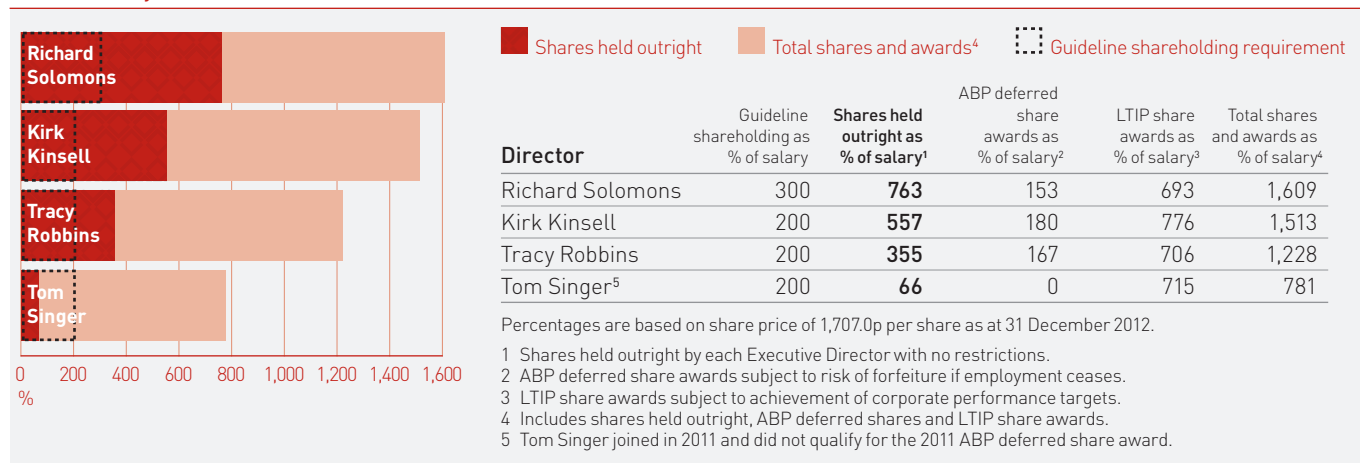 Richard
Solomons
Kirk
Kinsell
Tracy
Robbins
Tom
Singer
0 200 400 600 800 1,000 1,200 1,400 1,600
%
Shares held outright Total shares and awards⁴ Guideline shareholding requirement
Director Guideline shareholding as % of salary Shares held outright as % of salary¹ ABP deferred share awards as % of salary² LTIP share awards as % of salary³ Total shares and awards as % of salary⁴
Richard Solomons 300 763 153 693 1,609
Kirk Kinsell 200 557 180 776 1,513
Tracy Robbins 200 355 167 706 1,228
Tom Singer⁵ 200 66 0 715 781
Percentages are based on share price of 1,707.0p per share as at 31 December 2012.
1 Shares held outright by each Executive Director with no restrictions.
2 ABP deferred share awards subject to risk of forfeiture if employment ceases.
3 LTIP share awards subject to achievement of corporate performance targets.
4 Includes shares held outright, ABP deferred shares and LTIP share awards.
5 Tom Singer joined in 2011 and did not qualify for the 2011 ABP deferred share award.